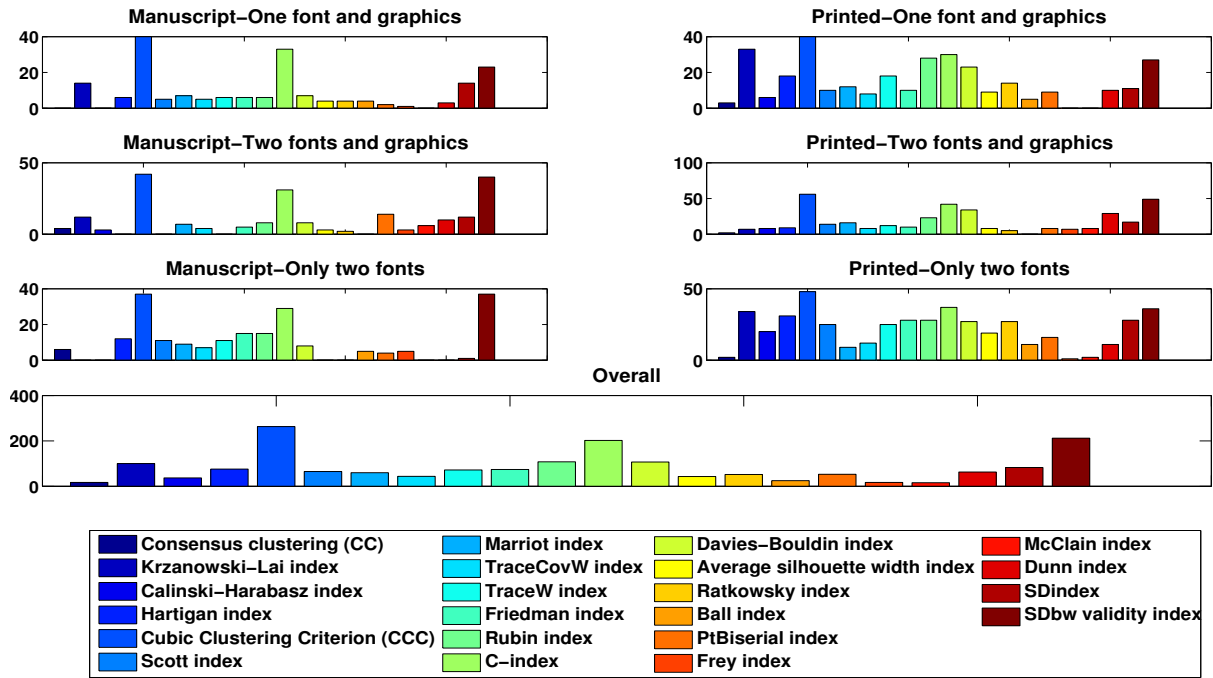 Manuscript−One font and graphics
40
20
0
Printed−One font and graphics
40
20
0
Manuscript−Two fonts and graphics
50
0
Printed−Two fonts and graphics
100
50
0
Manuscript−Only two fonts
40
20
0
Printed−Only two fonts
50
0
Overall
400
200
0
Consensus clustering (CC)
Krzanowski−Lai index
Calinski−Harabasz index
Hartigan index
Cubic Clustering Criterion (CCC)
Scott index
Marriot index
TraceCovW index
TraceW index
Friedman index
Rubin index
C−index
Davies−Bouldin index
Average silhouette width index
Ratkowsky index
Ball index
PtBiserial index
Frey index
McClain index
Dunn index
SDindex
SDbw validity index